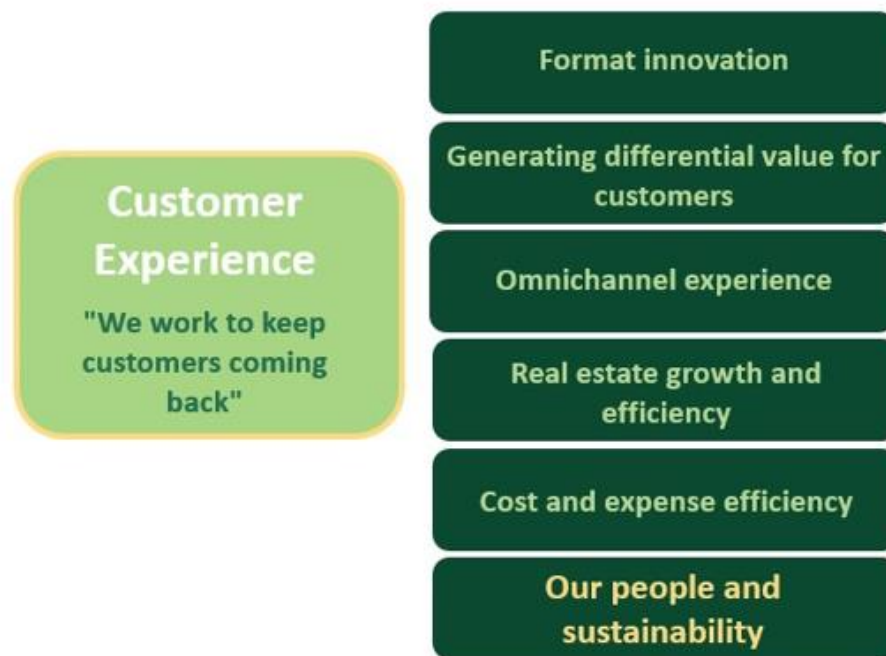 Customer
Experience
"We work to keep
customers coming
back"
Format innovation
Generating differential value for
customers
Omnichannel experience
Real estate growth and
efficiency
Cost and expense efficiency
Our people and
sustainability